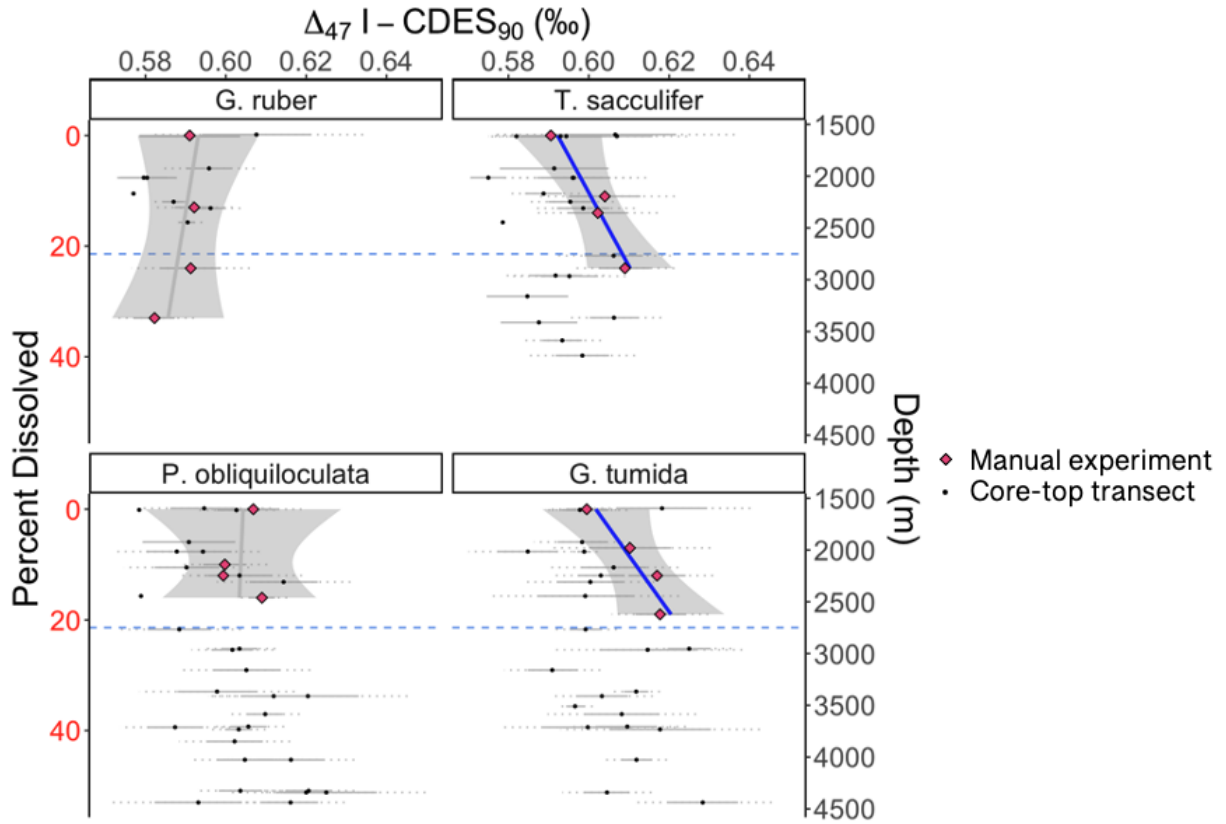 Δ47 I – CDES90 (‰)
0.58 0.60 0.62 0.64 0.58 0.60 0.62 0.64
G. ruber T. sacculifer
0
20
40
1500
2000
2500
3000
3500
4000
4500
Percent Dissolved
Depth (m)
Manual experiment
Core-top transect
P. obliquiloculata G. tumida
0
20
40
1500
2000
2500
3000
3500
4000
4500